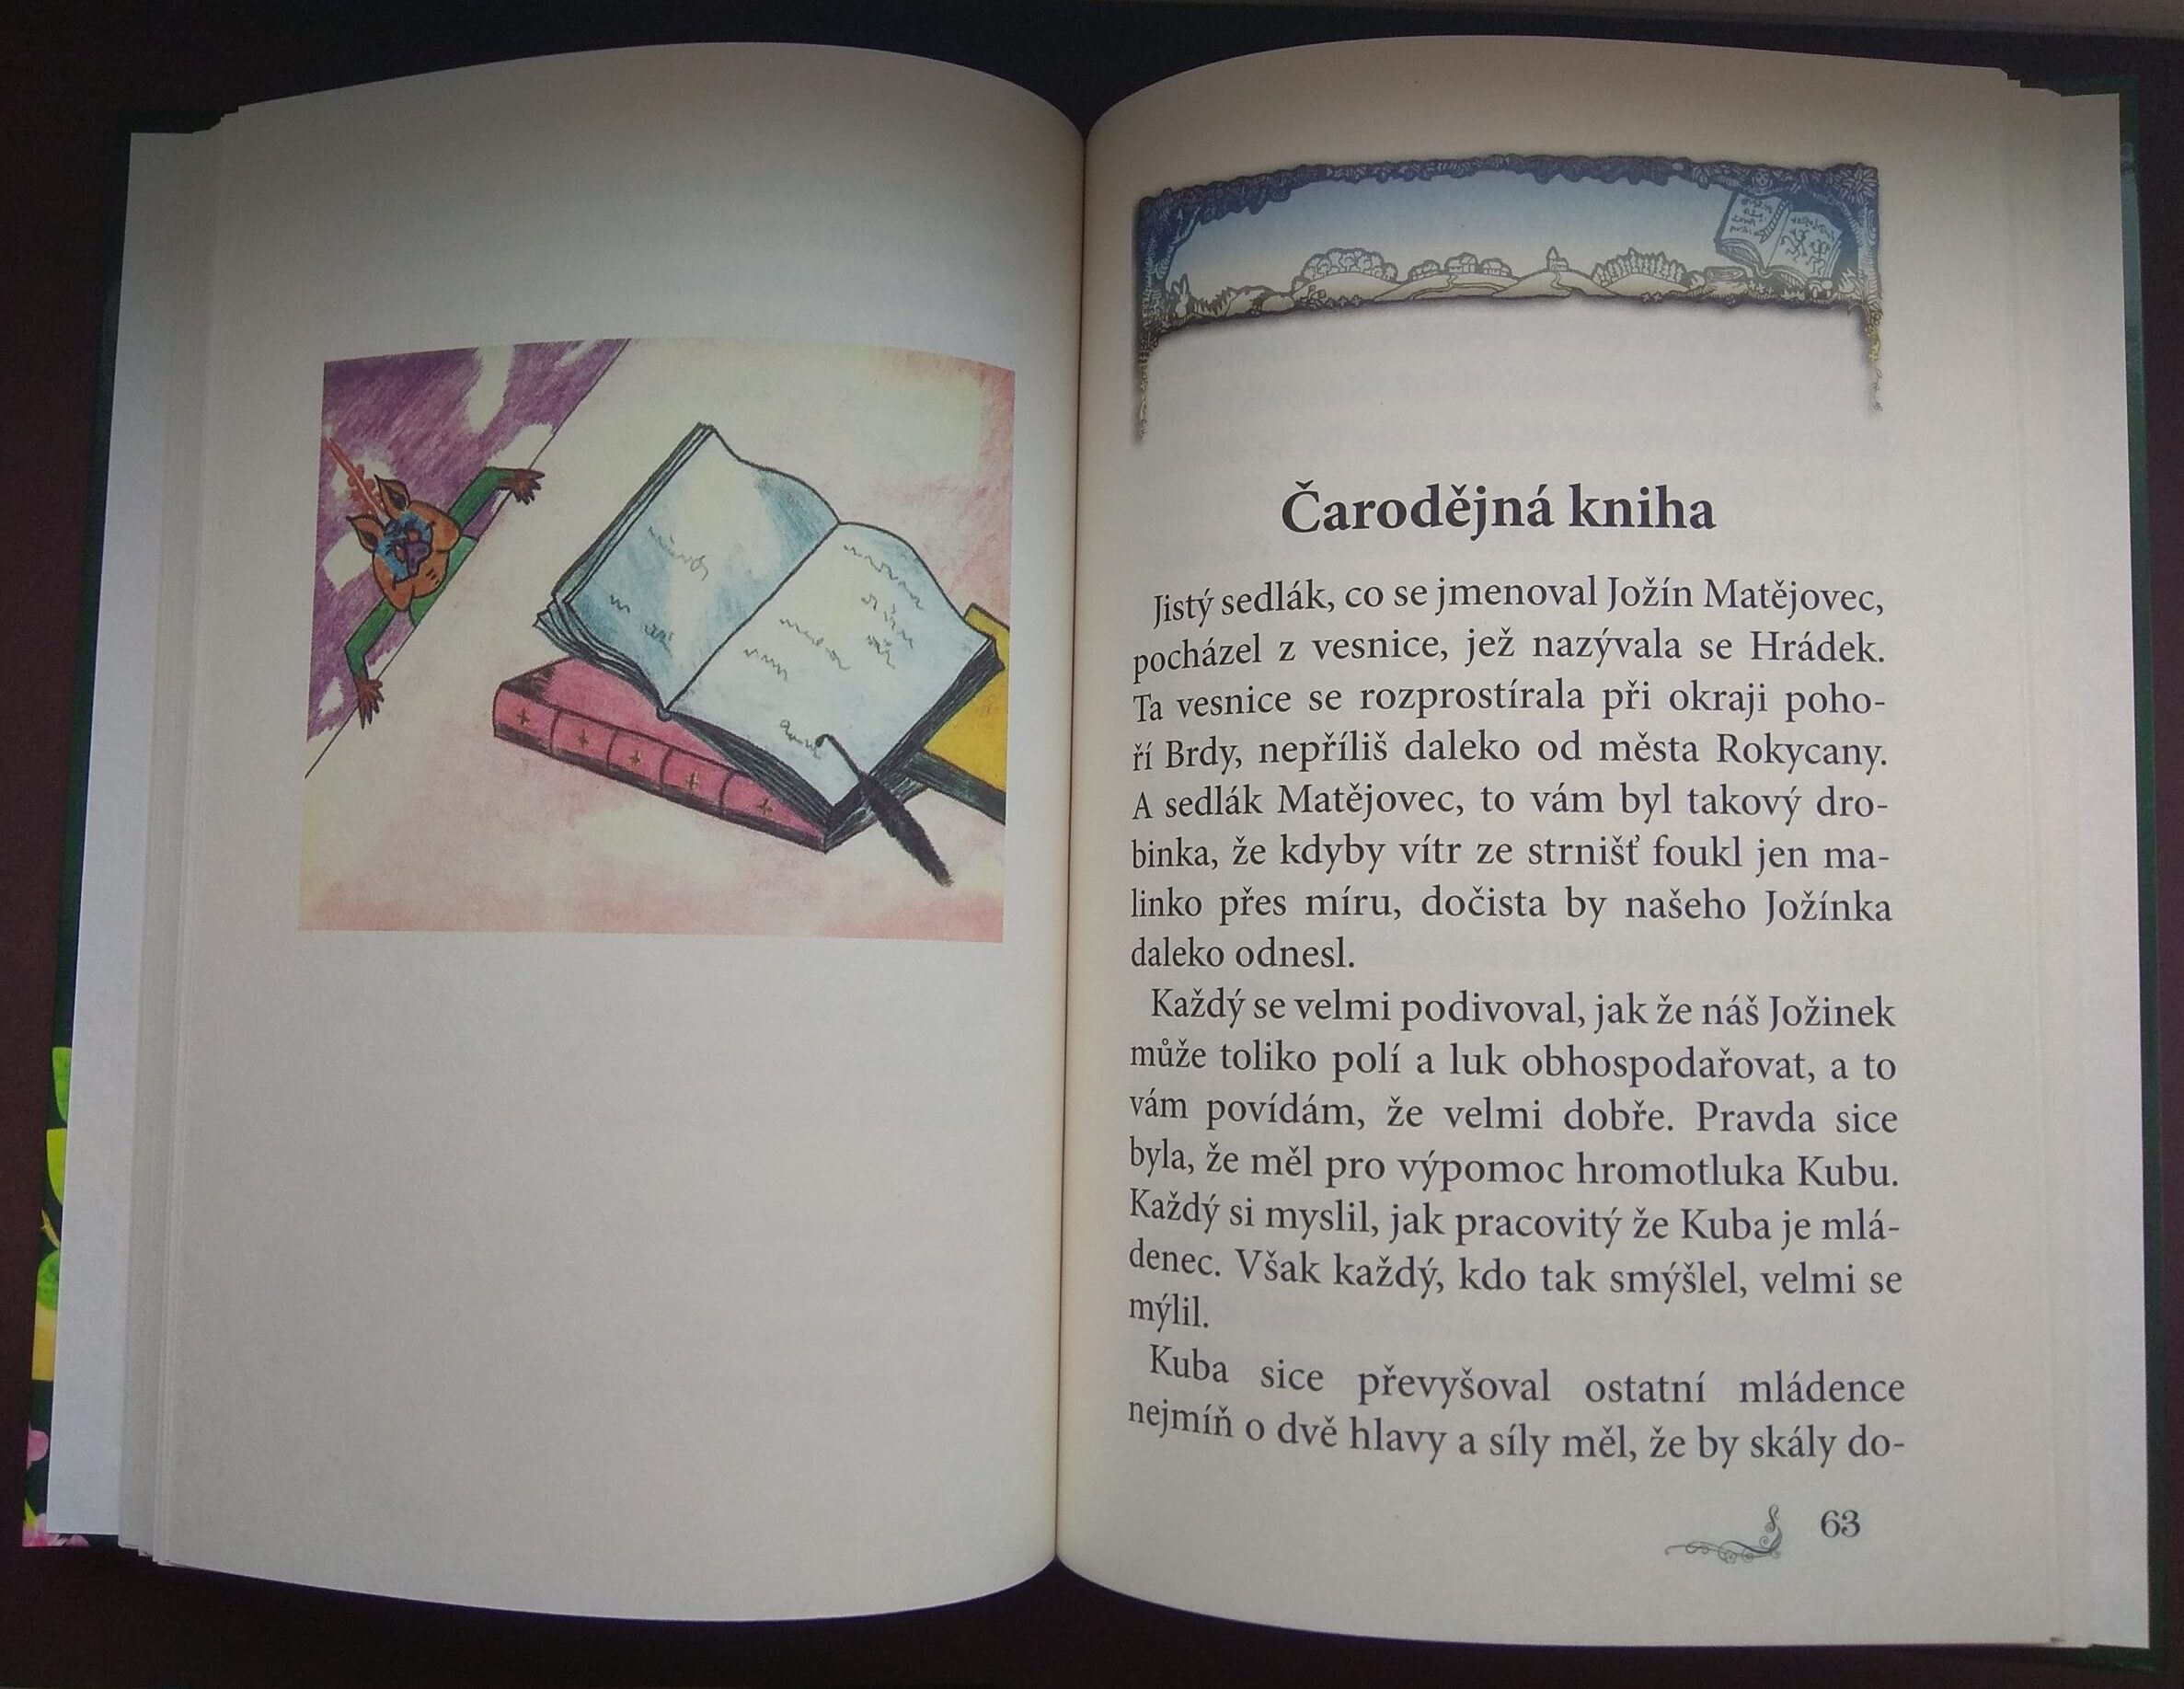 Čarodějná kniha
Jistý sedlák, co se jmenoval Jožín Matějovec,
pocházel z vesnice, jež nazývala se Hrádek.
Ta vesnice se rozprostírala při okraji poho-
ří Brdy, nepříliš daleko od města Rokycany.
A sedlák Matějovec, to vám byl takový dro-
binka, že kdyby vítr ze strnišť foukl jen ma-
linko přes míru, dočista by našeho Jožínka
daleko odnesl.
Každý se velmi podivoval, jak že náš Jožinek
může toliko polí a luk obhospodařovat, a to
vám povídám, že velmi dobře. Pravda sice
byla, že měl pro výpomoc hromotluka Kubu.
Každý si myslil, jak pracovitý že Kuba je mlá-
denec. Však každý, kdo tak smýšlel, velmi se
mýlil.
Kuba sice převyšoval ostatní mládence
nejmíň o dvě hlavy a síly měl, že by skály do-
63